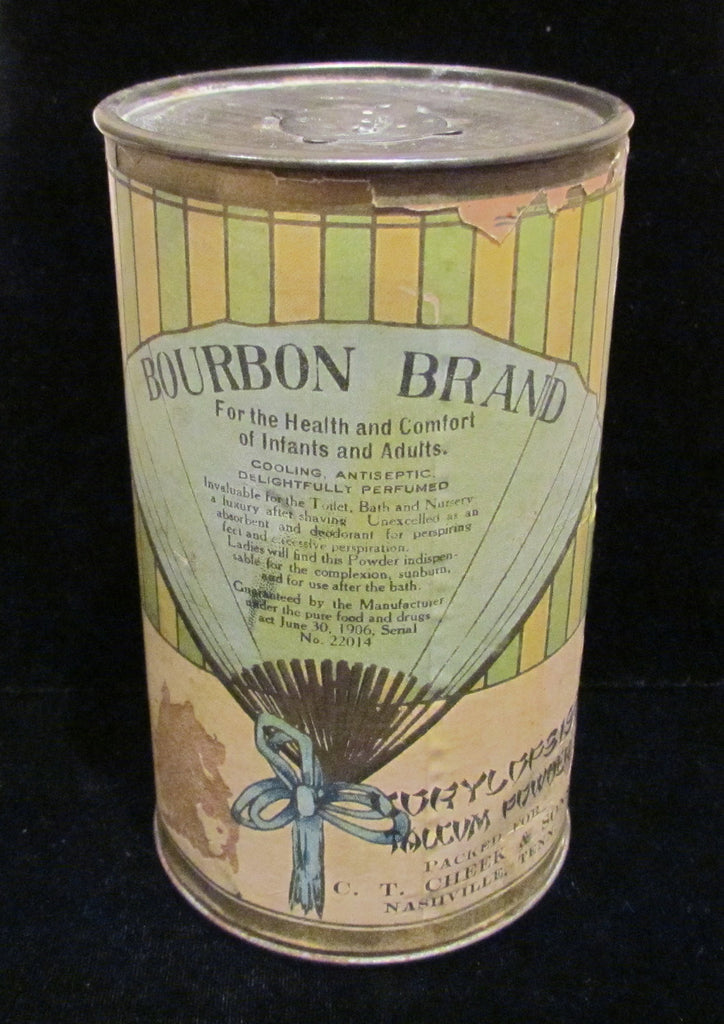 BOURBON BRAND
For the Health and Comfort
of Infants and Adults.
COOLING, ANTISEPTIC,
DELIGHTFULLY PERFUMED
Invaluable for the Toilet, Bath and Nursery
a luxury after shaving Unexcelled as an
absorbent and deodorant for perspiring
feet and excessive perspiration.
Ladies will find this Powder indispen-
sable for the complexion, sunburn,
and for use after the bath.
Guaranteed by the Manufacturer
under the pure food and drugs
act June 30, 1906, Serial
No. 22014
CORYLOPSIS
TALCUM POWDER
PACKED FOR
C. T. CHEEK & SONS
NASHVILLE, TENN